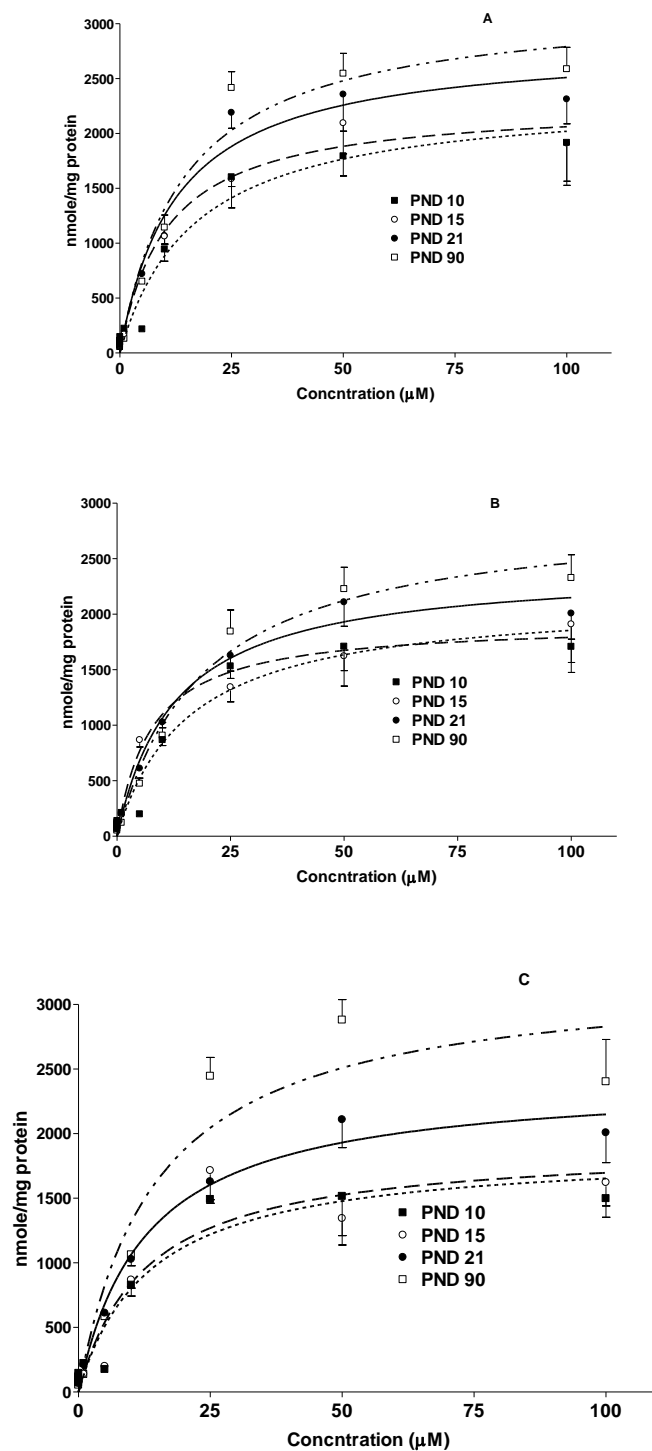 A
3000
2500
2000
1500
1000
500
0
nmole/mg protein
PND 10
PND 15
PND 21
PND 90
0 25 50 75 100
Concntration (μM)
B
3000
2500
2000
1500
1000
500
0
nmole/mg protein
PND 10
PND 15
PND 21
PND 90
0 25 50 75 100
Concntration (μM)
C
3000
2500
2000
1500
1000
500
0
nmole/mg protein
PND 10
PND 15
PND 21
PND 90
0 25 50 75 100
Concntration (μM)